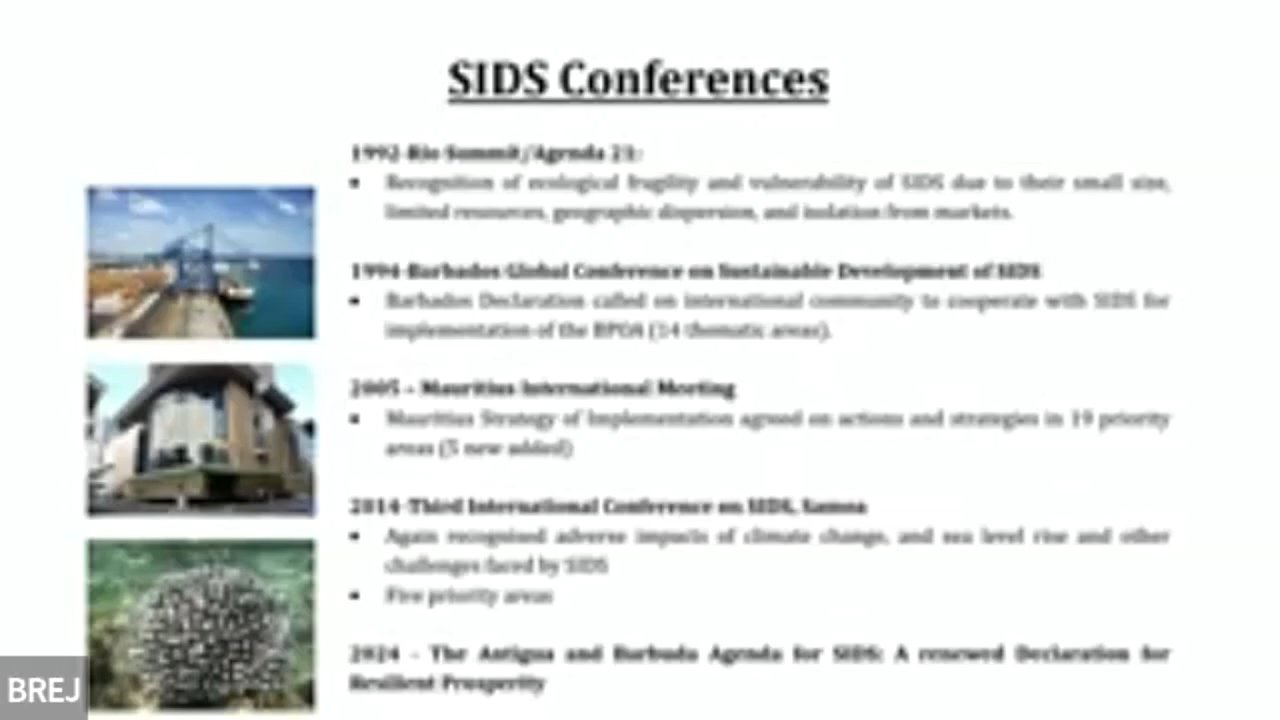 SIDS Conferences
1992-Rio Summit/Agenda 21:
• Recognition of ecological fragility and vulnerability of SIDS due to their small size,
limited resources, geographic dispersion, and isolation from markets.
1994-Barbados Global Conference on Sustainable Development of SIDS
• Barbados Declaration called on international community to cooperate with SIDS for
implementation of the BPOA (14 thematic areas).
2005 - Mauritius International Meeting
• Mauritius Strategy of Implementation agreed on actions and strategies in 19 priority
areas (5 new added)
2014-Third International Conference on SIDS, Samoa
• Again recognised adverse impacts of climate change, and sea level rise and other
challenges faced by SIDS
• Five priority areas
2024 - The Antigua and Barbuda Agenda for SIDS: A renewed Declaration for
Resilient Prosperity
BREJ